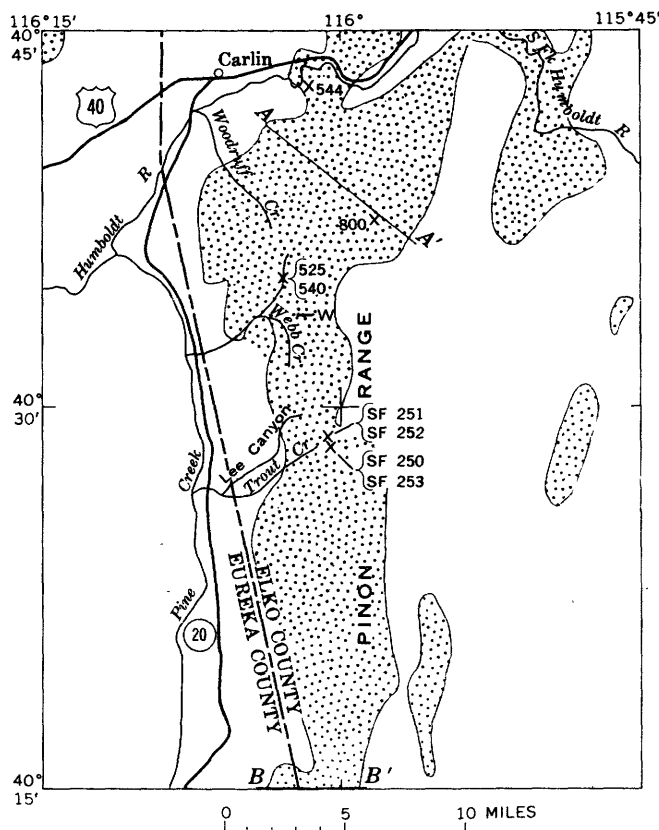 116°15' 116° 115°45'
40°
45'
Carlin
40
544
S Fk Humboldt R
A
Woodruff Cr
R
Humboldt
800
A'
525
540
W
Webb Cr
RANGE
40°
30'
SF 251
SF 252
Lee Canyon
SF 250
Trout Cr
SF 253
Creek
PINON
ELKO COUNTY
EUREKA COUNTY
Pine
20
40°
15'
B B'
0 5 10 MILES